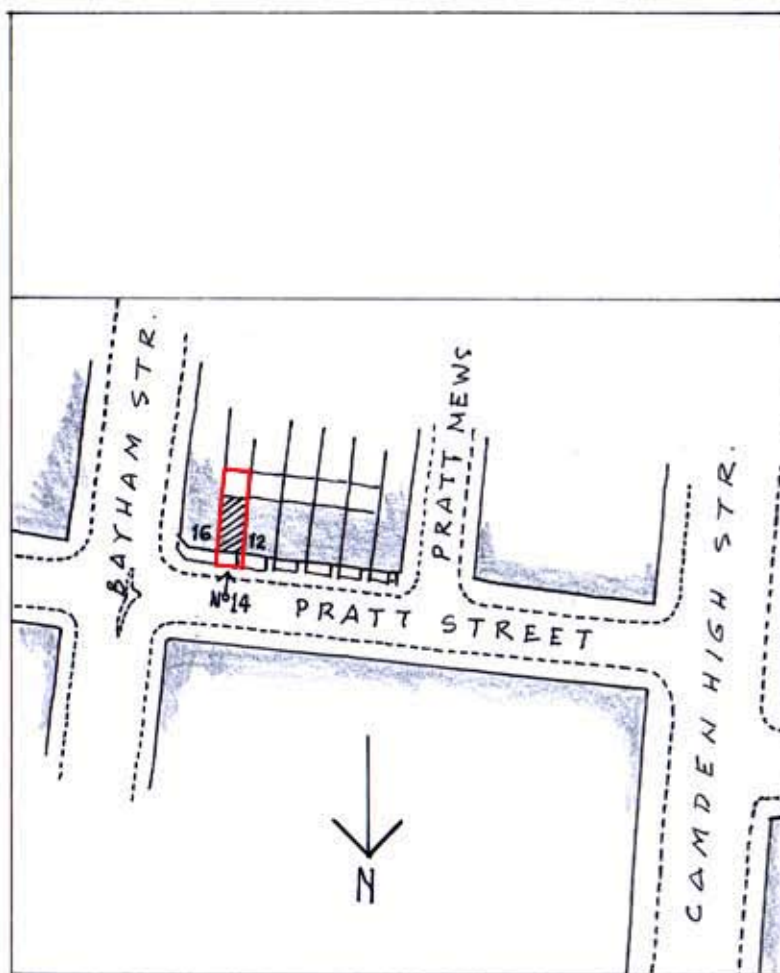 BAYHAM STR.
PRATT MEWS
CAMDEN HIGH STR.
16
12
Nº14
PRATT STREET
N